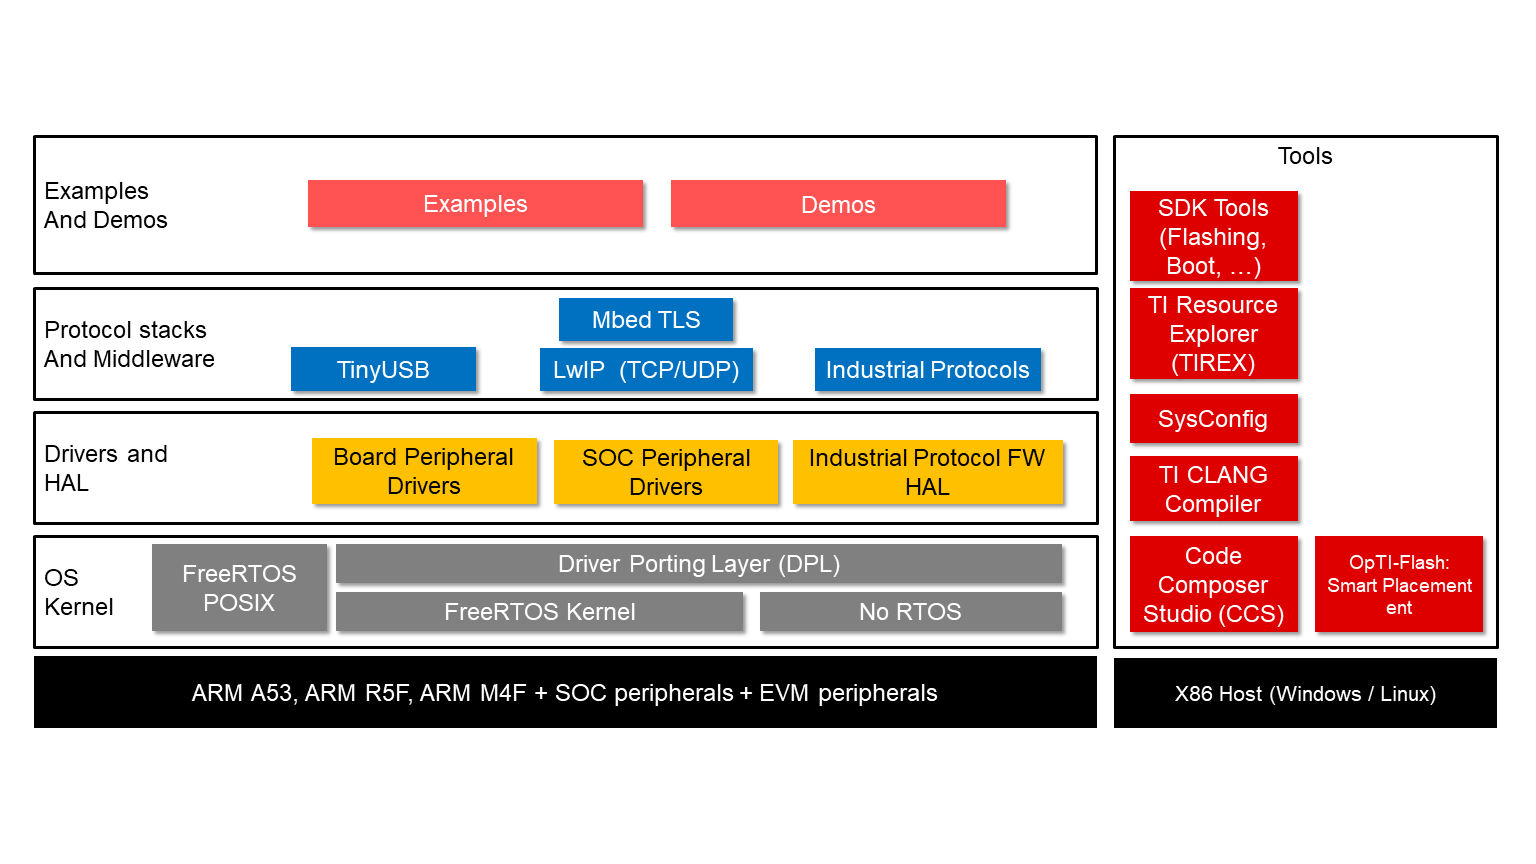 Examples
And Demos
Examples
Demos
Protocol stacks
And Middleware
Mbed TLS
TinyUSB
LwIP (TCP/UDP)
Industrial Protocols
Drivers and
HAL
Board Peripheral
Drivers
SOC Peripheral
Drivers
Industrial Protocol FW
HAL
OS
Kernel
FreeRTOS
POSIX
Driver Porting Layer (DPL)
FreeRTOS Kernel
No RTOS
ARM A53, ARM R5F, ARM M4F + SOC peripherals + EVM peripherals
Tools
SDK Tools
(Flashing,
Boot, …)
TI Resource
Explorer
(TIREX)
SysConfig
TI CLANG
Compiler
Code
Composer
Studio (CCS)
OpTI-Flash:
Smart Placement
ent
X86 Host (Windows / Linux)